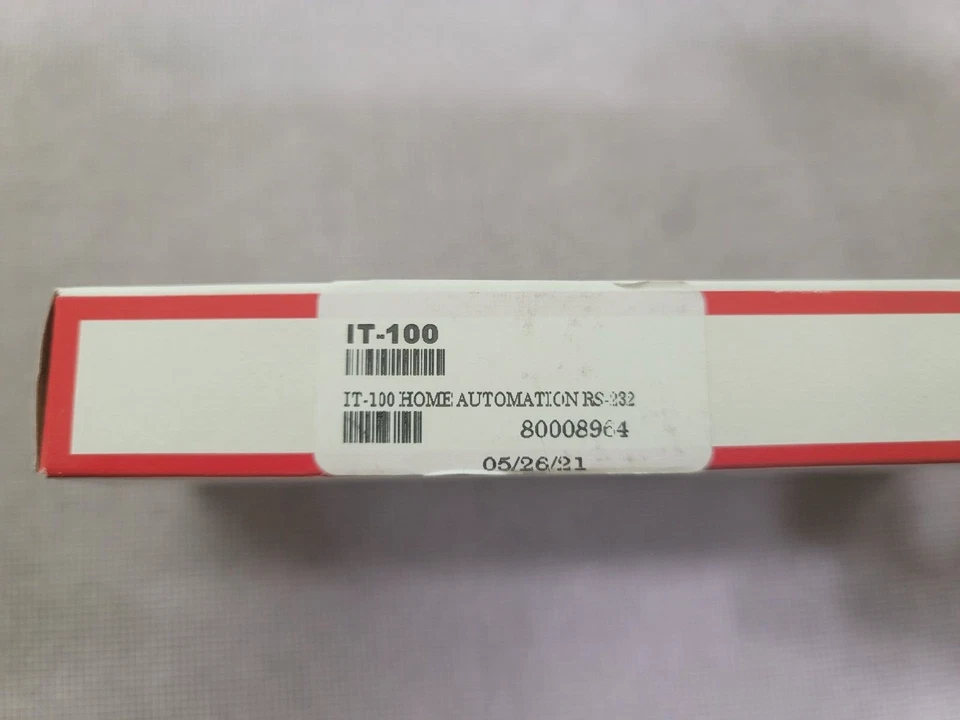 IT-100
IT-100 HOME AUTOMATION RS-232
80008964
05/26/21